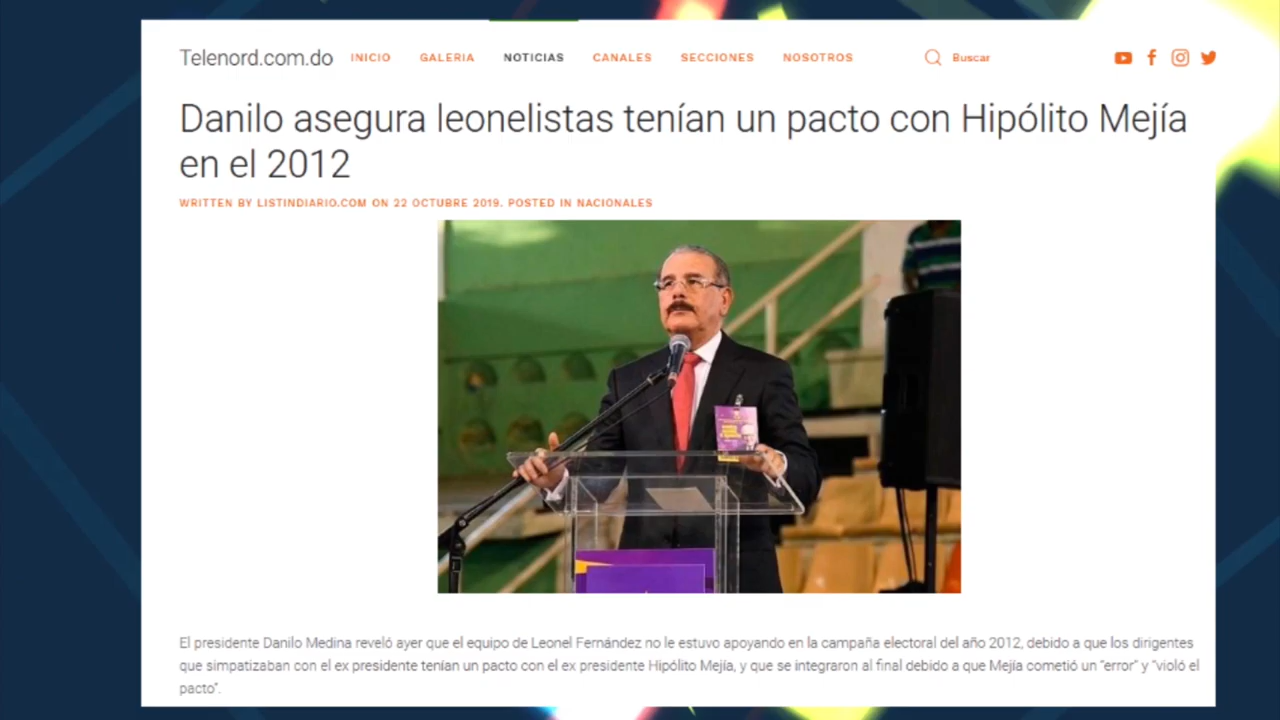 Telenord.com.do INICIO GALERIA NOTICIAS CANALES SECCIONES NOSOTROS Buscar
Danilo asegura leonelistas tenían un pacto con Hipólito Mejía
en el 2012
WRITTEN BY LISTINDIARIO.COM ON 22 OCTUBRE 2019. POSTED IN NACIONALES
El presidente Danilo Medina reveló ayer que el equipo de Leonel Fernández no le estuvo apoyando en la campaña electoral del año 2012, debido a que los dirigentes
que simpatizaban con el ex presidente tenían un pacto con el ex presidente Hipólito Mejía, y que se integraron al final debido a que Mejía cometió un “error” y “violó el
pacto”.